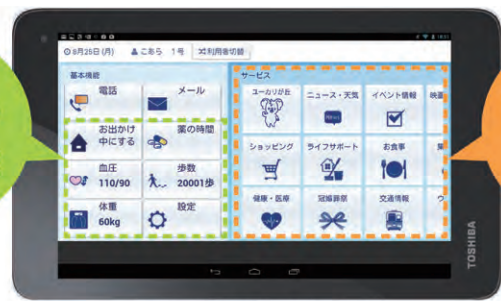 8月25日(月) こあら 1号 利用者切替
基本機能
電話 メール
お出かけ中にする 薬の時間
血圧 110/90 歩数 20001歩
体重 60kg 設定
サービス
ユーカリが丘 ニュース・天気 イベント情報
News
ショッピング ライフサポート お食事
健康・医療 冠婚葬祭 交通情報
TOSHIBA